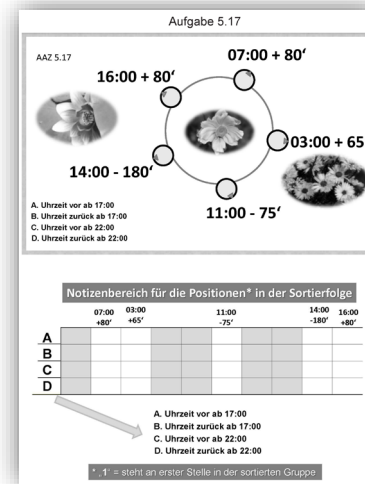 Aufgabe 5.17
AAZ 5.17
07:00 + 80‘
16:00 + 80‘
03:00 + 65
14:00 - 180‘
11:00 - 75‘
A. Uhrzeit vor ab 17:00
B. Uhrzeit zurück ab 17:00
C. Uhrzeit vor ab 22:00
D. Uhrzeit zurück ab 22:00
Notizenbereich für die Positionen* in der Sortierfolge
07:00 03:00 11:00 14:00 16:00
+80‘ +65‘ -75‘ -180‘ +80‘
A
B
C
D
A. Uhrzeit vor ab 17:00
B. Uhrzeit zurück ab 17:00
C. Uhrzeit vor ab 22:00
D. Uhrzeit zurück ab 22:00
* „1“ = steht an erster Stelle in der sortierten Gruppe